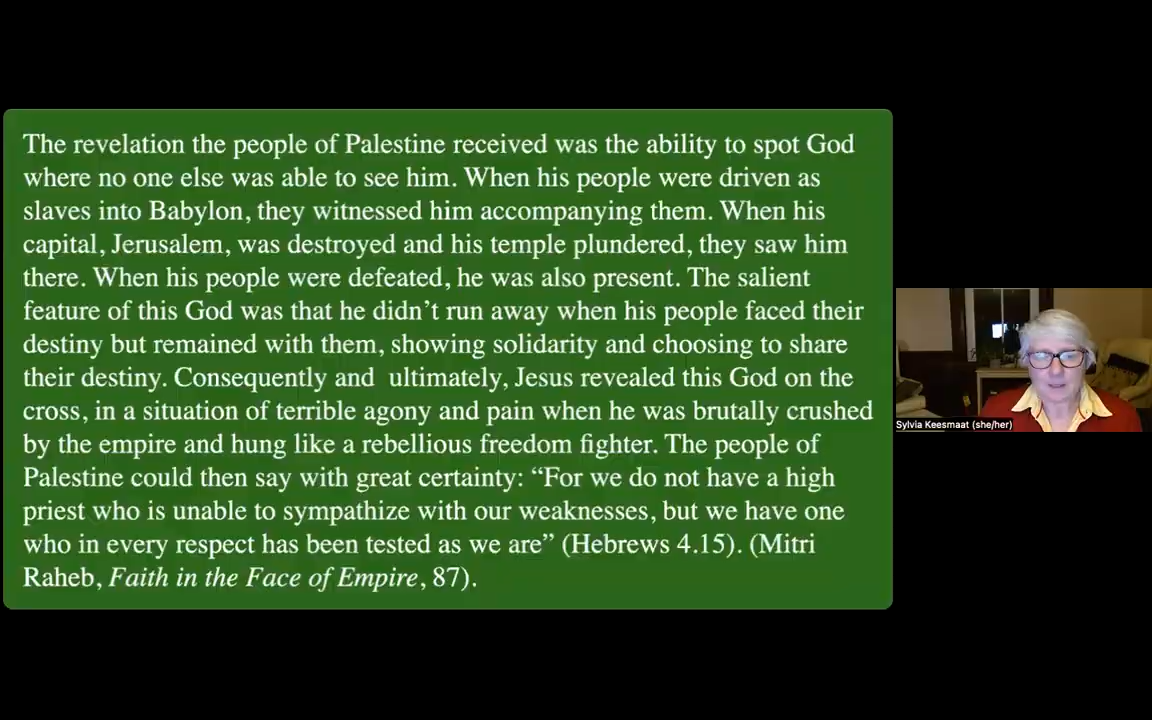 The revelation the people of Palestine received was the ability to spot God
where no one else was able to see him. When his people were driven as
slaves into Babylon, they witnessed him accompanying them. When his
capital, Jerusalem, was destroyed and his temple plundered, they saw him
there. When his people were defeated, he was also present. The salient
feature of this God was that he didn’t run away when his people faced their
destiny but remained with them, showing solidarity and choosing to share
their destiny. Consequently and  ultimately, Jesus revealed this God on the
cross, in a situation of terrible agony and pain when he was brutally crushed
by the empire and hung like a rebellious freedom fighter. The people of
Palestine could then say with great certainty: “For we do not have a high
priest who is unable to sympathize with our weaknesses, but we have one
who in every respect has been tested as we are” (Hebrews 4.15). (Mitri
Raheb, Faith in the Face of Empire, 87).
Sylvia Keesmaat (she/her)